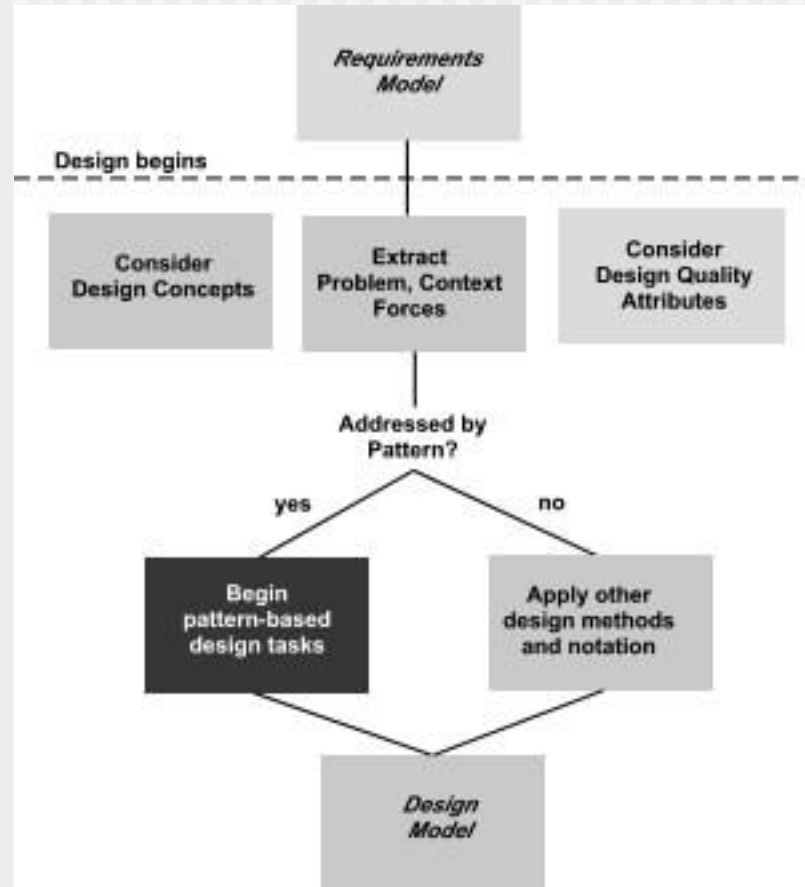 Requirements
Model
Design begins
Consider
Design Concepts
Extract
Problem, Context
Forces
Consider
Design Quality
Attributes
Addressed by
Pattern?
yes
no
Begin
pattern-based
design tasks
Apply other
design methods
and notation
Design
Model